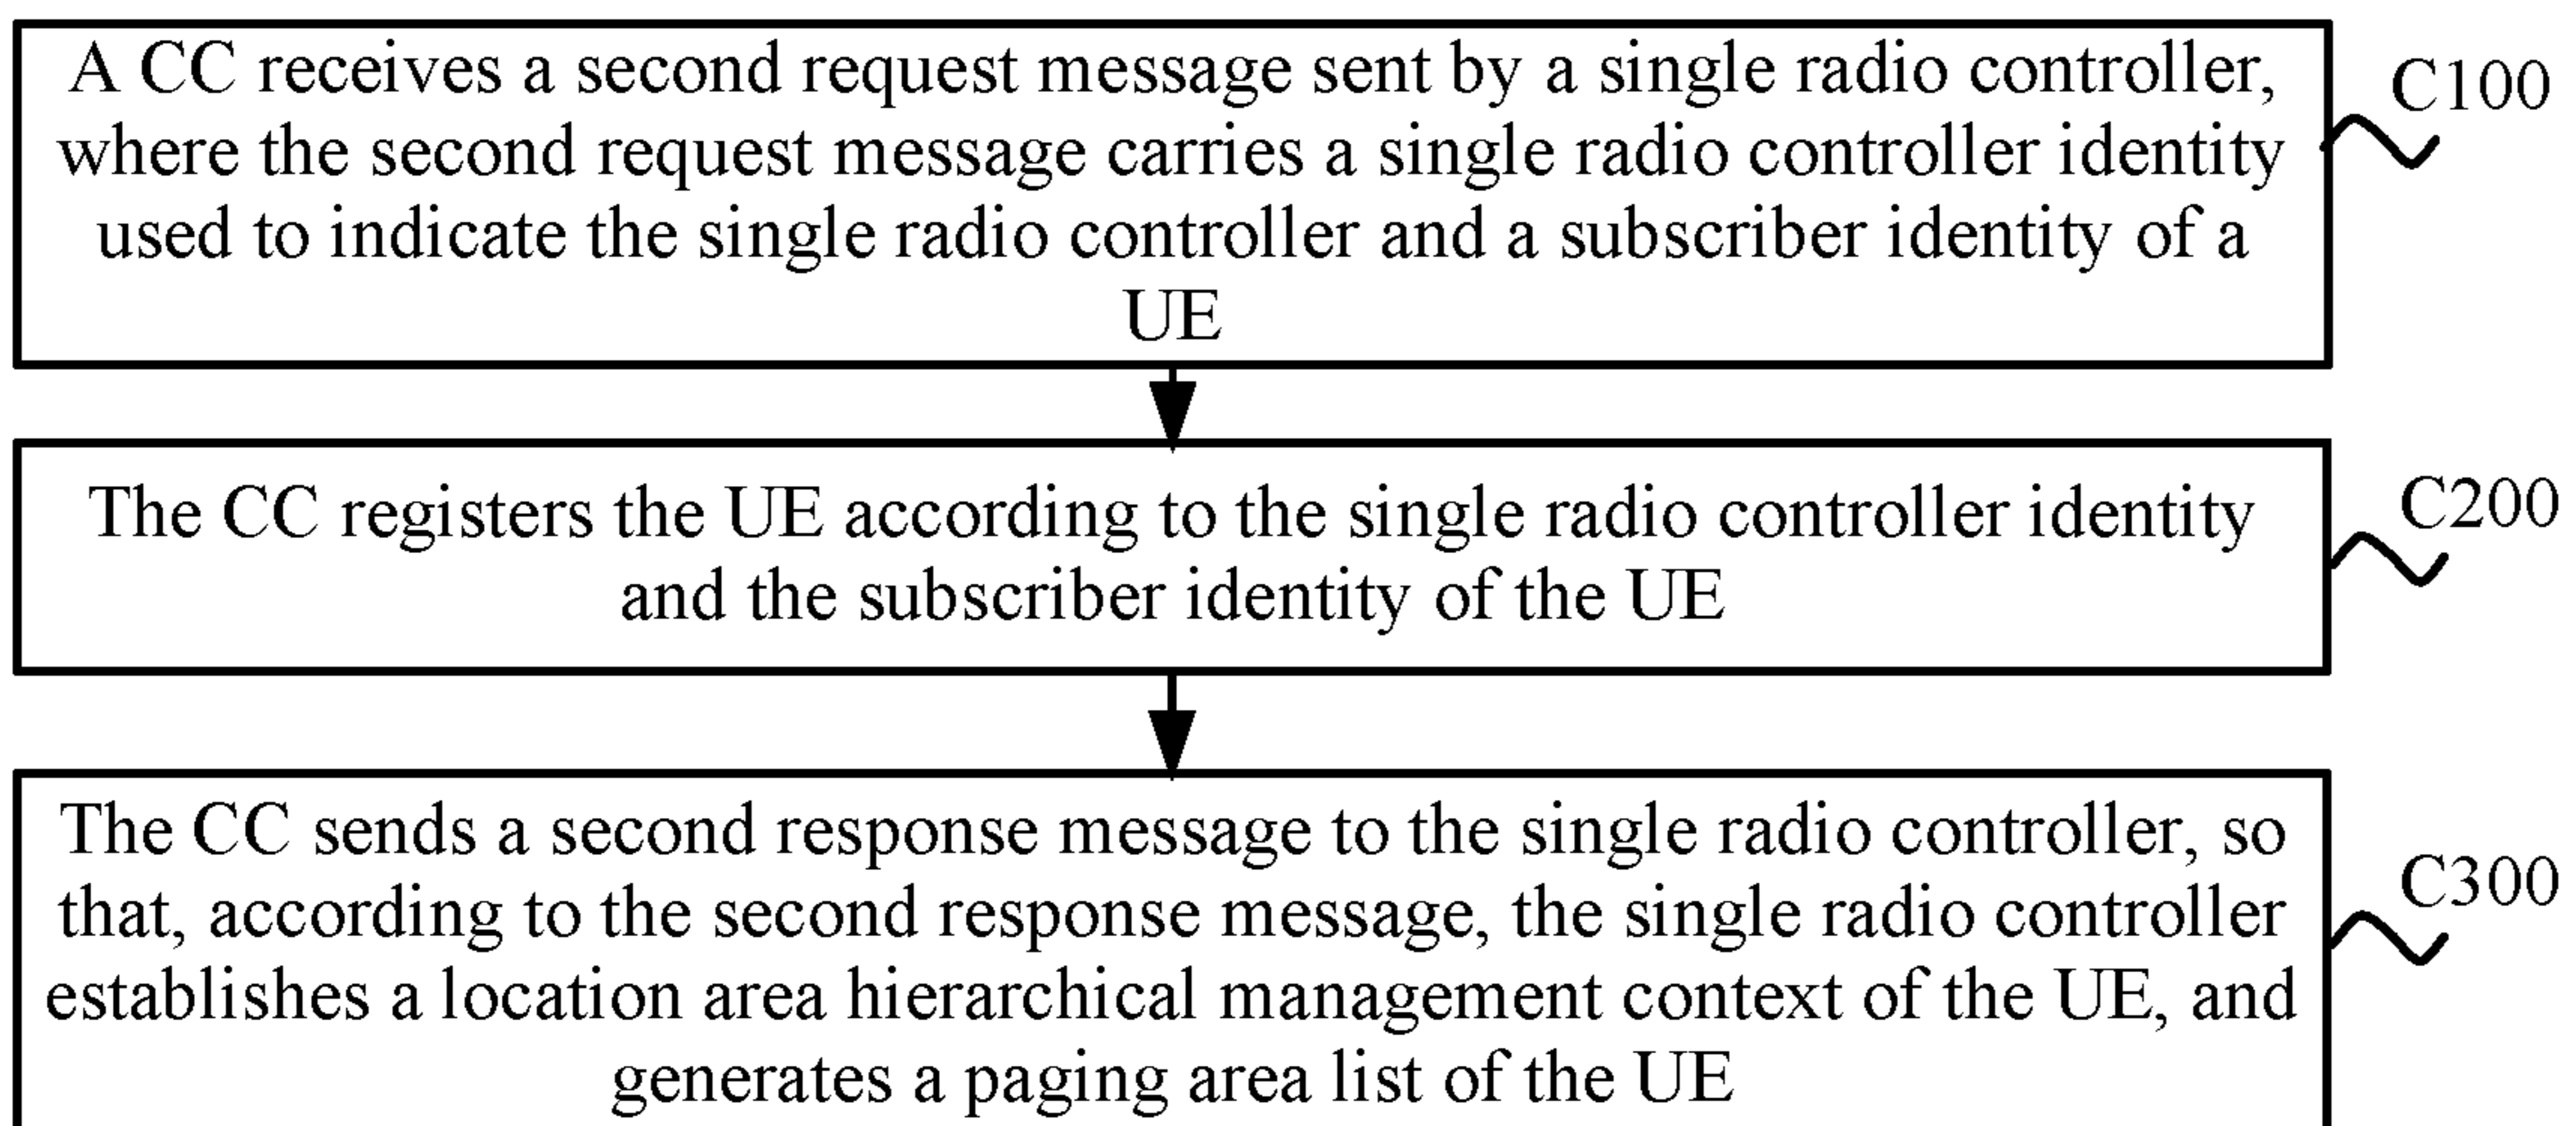 A CC receives a second request message sent by a single radio controller,
where the second request message carries a single radio controller identity
used to indicate the single radio controller and a subscriber identity of a
UE
C100
The CC registers the UE according to the single radio controller identity
and the subscriber identity of the UE
C200
The CC sends a second response message to the single radio controller, so
that, according to the second response message, the single radio controller
establishes a location area hierarchical management context of the UE, and
generates a paging area list of the UE
C300